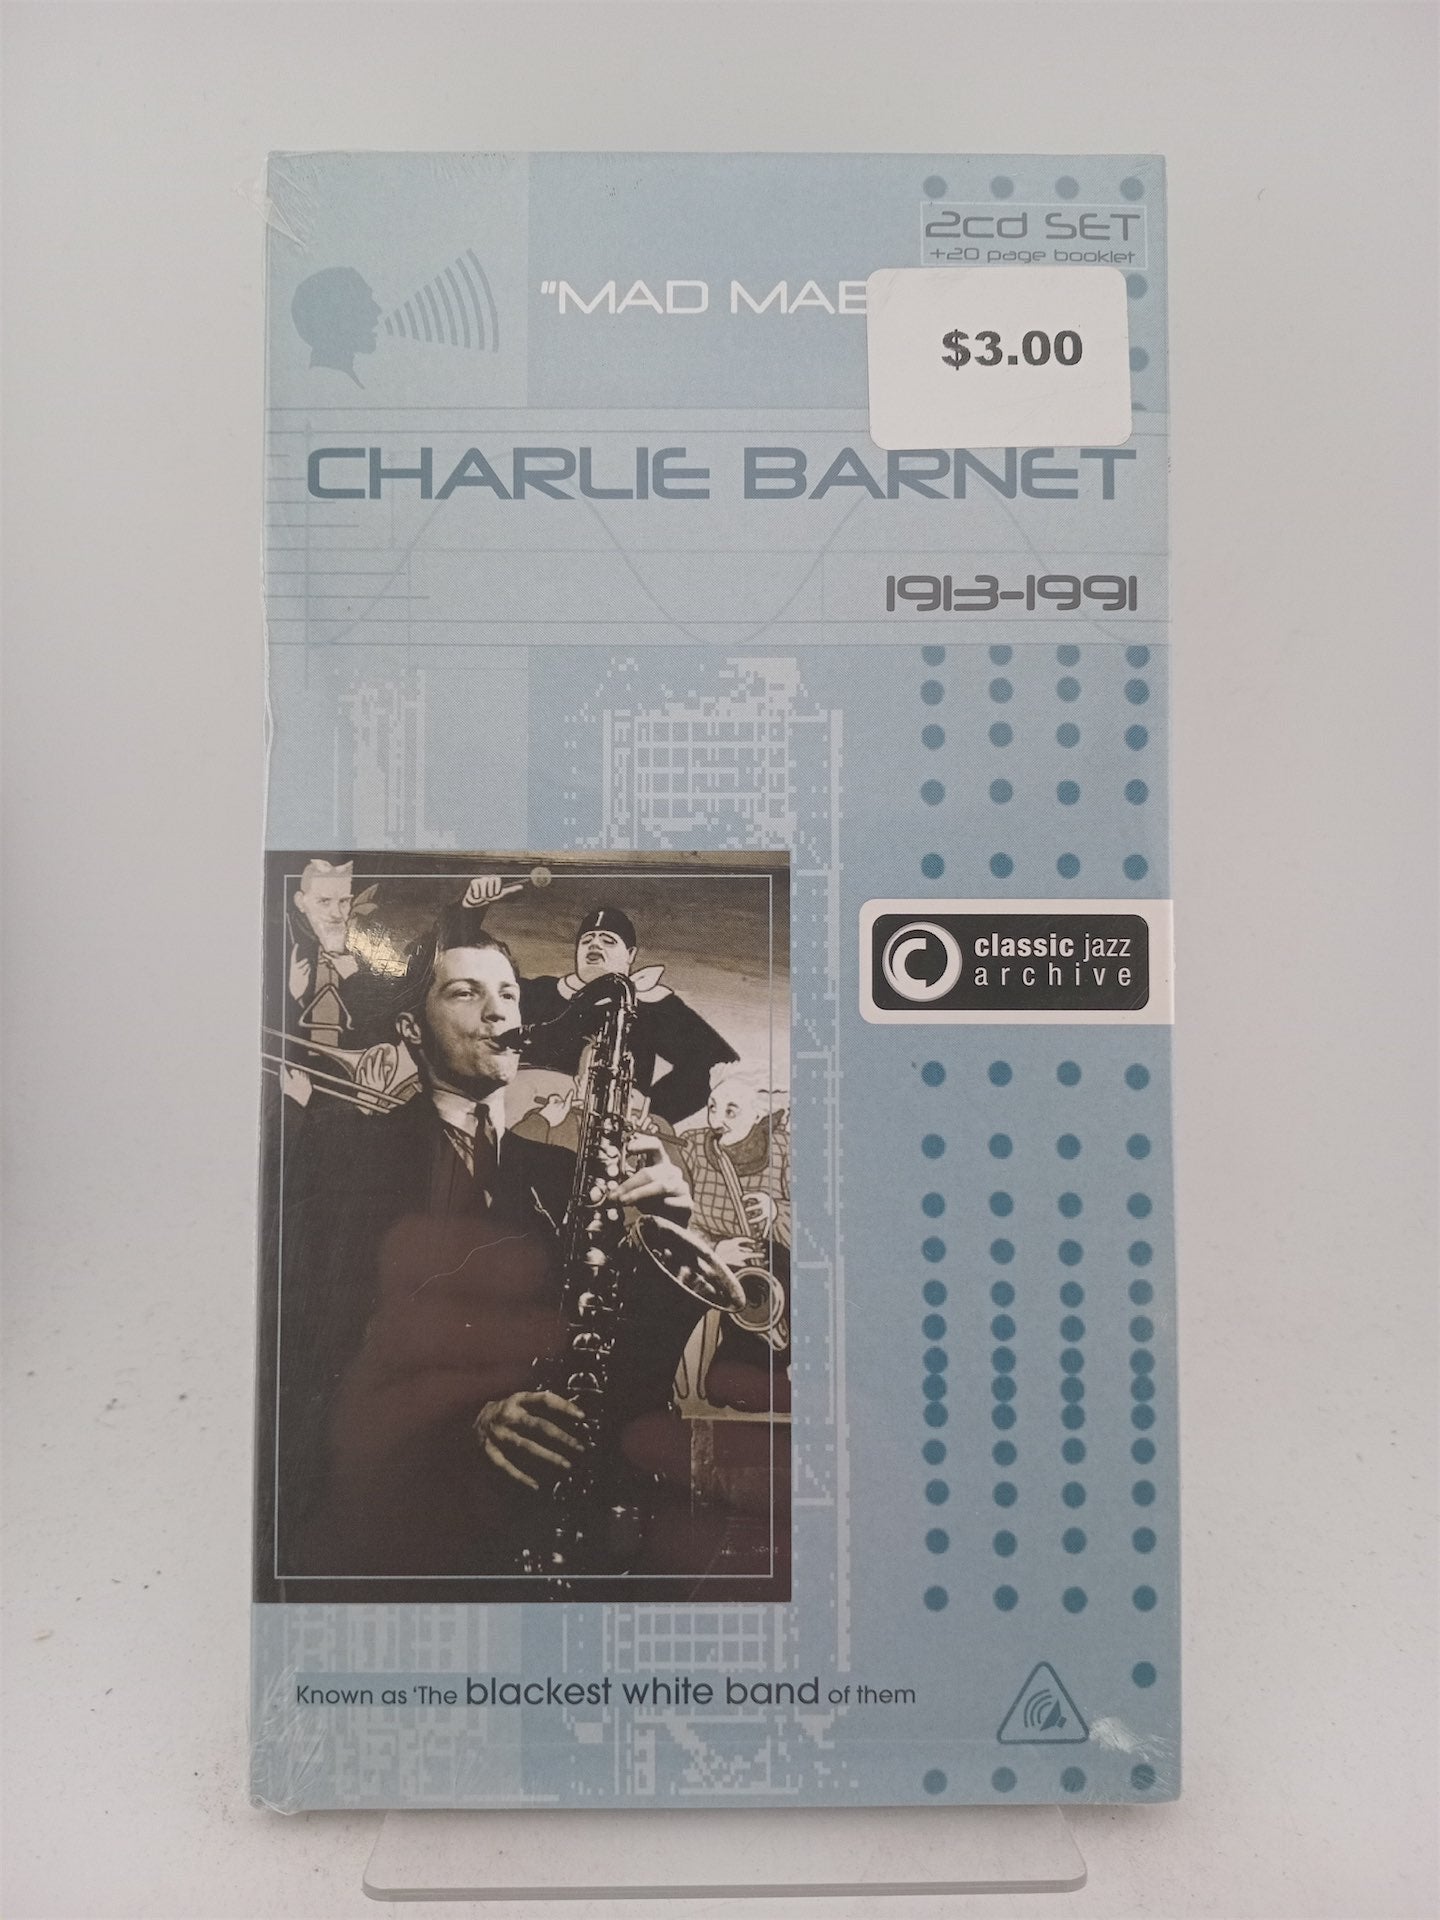 2cd SET
+20 page booklet
"MAD MAE
$3.00
CHARLIE BARNET
1913-1991
1
classic jazz
archive
Known as 'The blackest white band of them